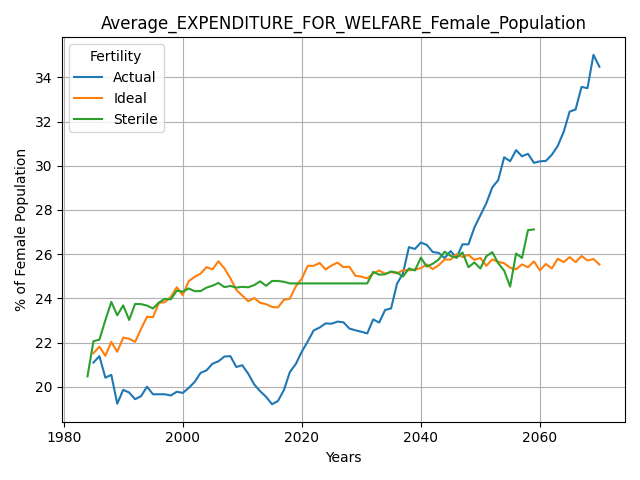 Average_EXPENDITURE_FOR_WELFARE_Female_Population
Fertility
Actual
Ideal
Sterile
% of Female Population
34
32
30
28
26
24
22
20
1980
2000
2020
2040
2060
Years